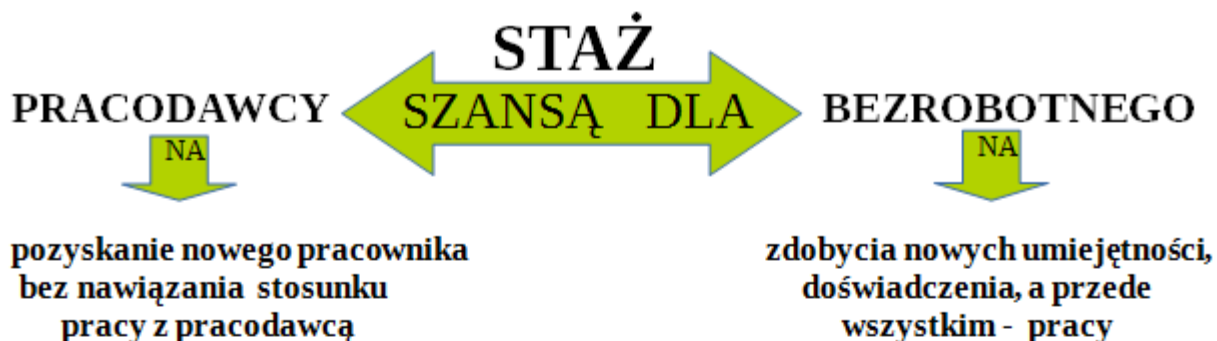 STAŻ
PRACODAWCY SZANSĄ DLA BEZROBOTNEGO
NA NA
pozyskanie nowego pracownika
bez nawiązania stosunku
pracy z pracodawcą
zdobycia nowych umiejętności,
doświadczenia, a przede
wszystkim - pracy